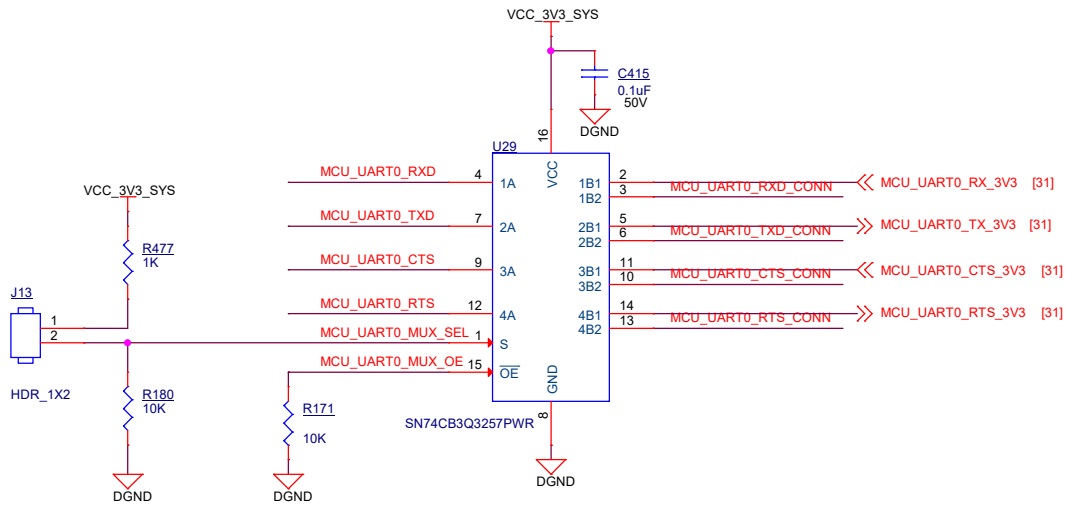 VCC_3V3_SYS
C415
0.1uF
50V
DGND
U29
16
VCC
MCU_UART0_RXD 4 1A 1B1 2 MCU_UART0_RX_3V3 [31]
1B2 3 MCU_UART0_RXD_CONN
MCU_UART0_TXD 7 2A 2B1 5 MCU_UART0_TX_3V3 [31]
2B2 6 MCU_UART0_TXD_CONN
MCU_UART0_CTS 9 3A 3B1 11 MCU_UART0_CTS_3V3 [31]
3B2 10 MCU_UART0_CTS_CONN
MCU_UART0_RTS 12 4A 4B1 14 MCU_UART0_RTS_3V3 [31]
4B2 13 MCU_UART0_RTS_CONN
MCU_UART0_MUX_SEL 1 S
MCU_UART0_MUX_OE 15 OE
GND
8
SN74CB3Q3257PWR
DGND
VCC_3V3_SYS
R477
1K
J13
1
2
HDR_1X2
R180
10K
DGND
R171
10K
DGND